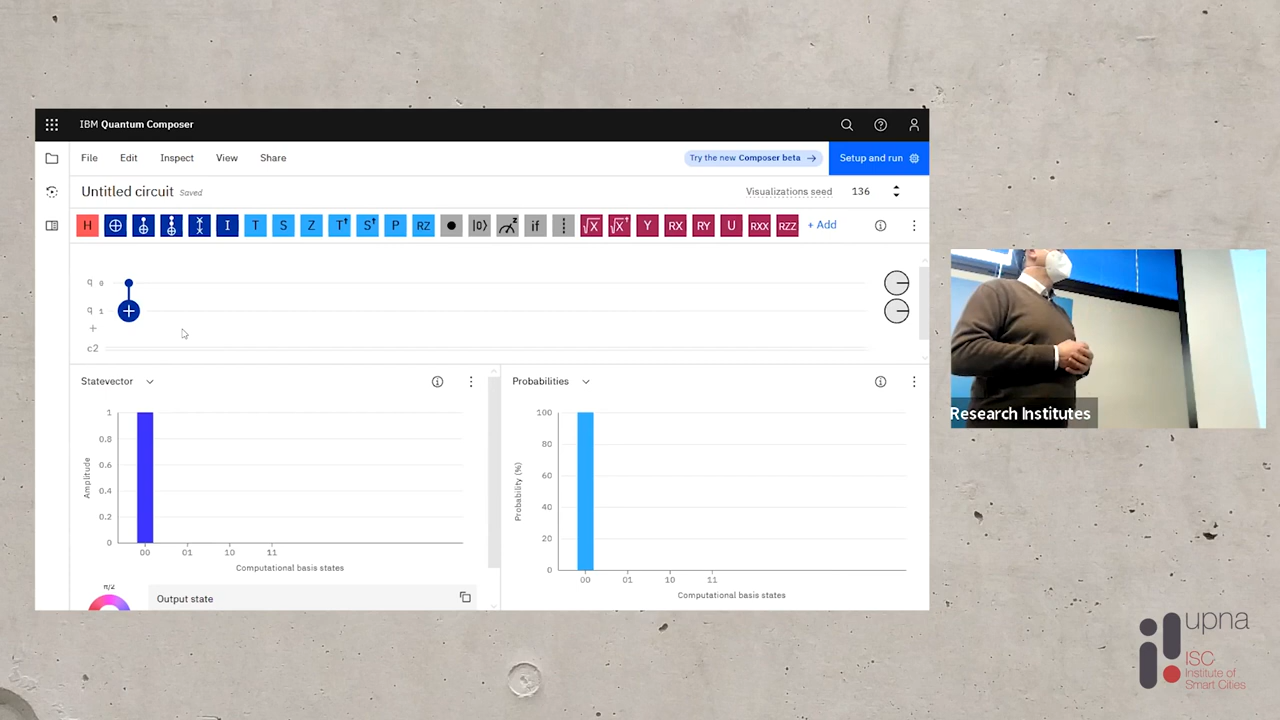 IBM Quantum Composer
File Edit Inspect View Share
Try the new Composer beta →
Setup and run
Untitled circuit Saved
Visualizations seed 136
H I T S Z T† S† P RZ |0⟩ z if √X √X† Y RX RY U RXX RZZ + Add
q 0
q 1
+
c2
Statevector
Probabilities
Amplitude
1
0.8
0.6
0.4
0.2
0
00 01 10 11
Computational basis states
π/2
Output state
Probability (%)
100
80
60
40
20
0
00 01 10 11
Computational basis states
Research Institutes
upna
ISC
Institute of
Smart Cities